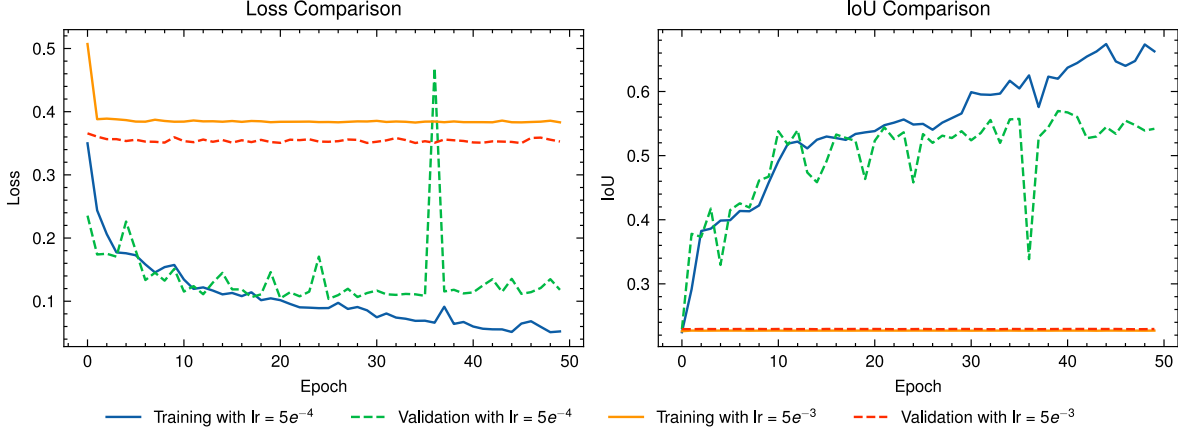 Loss Comparison
IoU Comparison
0.5
0.4
0.3
0.2
0.1
Loss
0 10 20 30 40 50
Epoch
0.6
0.5
0.4
0.3
IoU
0 10 20 30 40 50
Epoch
Training with lr = 5e⁻⁴ Validation with lr = 5e⁻⁴ Training with lr = 5e⁻³ Validation with lr = 5e⁻³